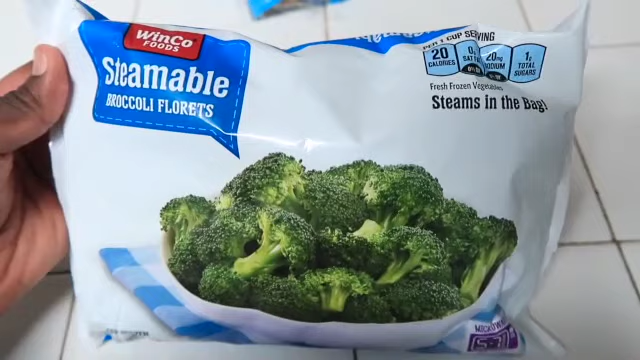 WinCo
FOODS
Steamable
BROCCOLI FLORETS
PER 1 CUP SERVING
20
CALORIES
0g
SAT
20mg
SODIUM
1g
TOTAL
SUGARS
Fresh Frozen Vegetables
Steams in the Bag!